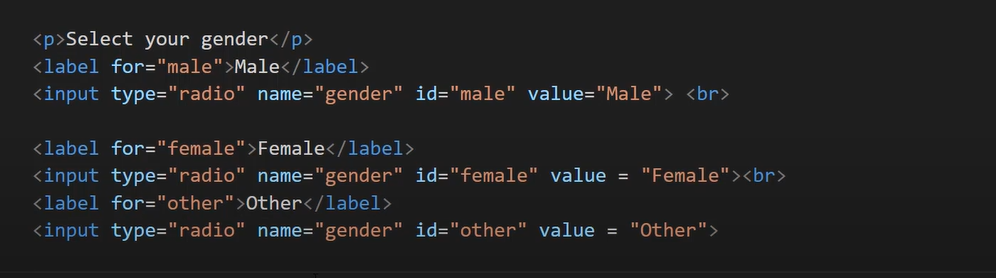 <p>Select your gender</p>
<label for="male">Male</label>
<input type="radio" name="gender" id="male" value="Male"> <br>
<label for="female">Female</label>
<input type="radio" name="gender" id="female" value = "Female"><br>
<label for="other">Other</label>
<input type="radio" name="gender" id="other" value = "Other">